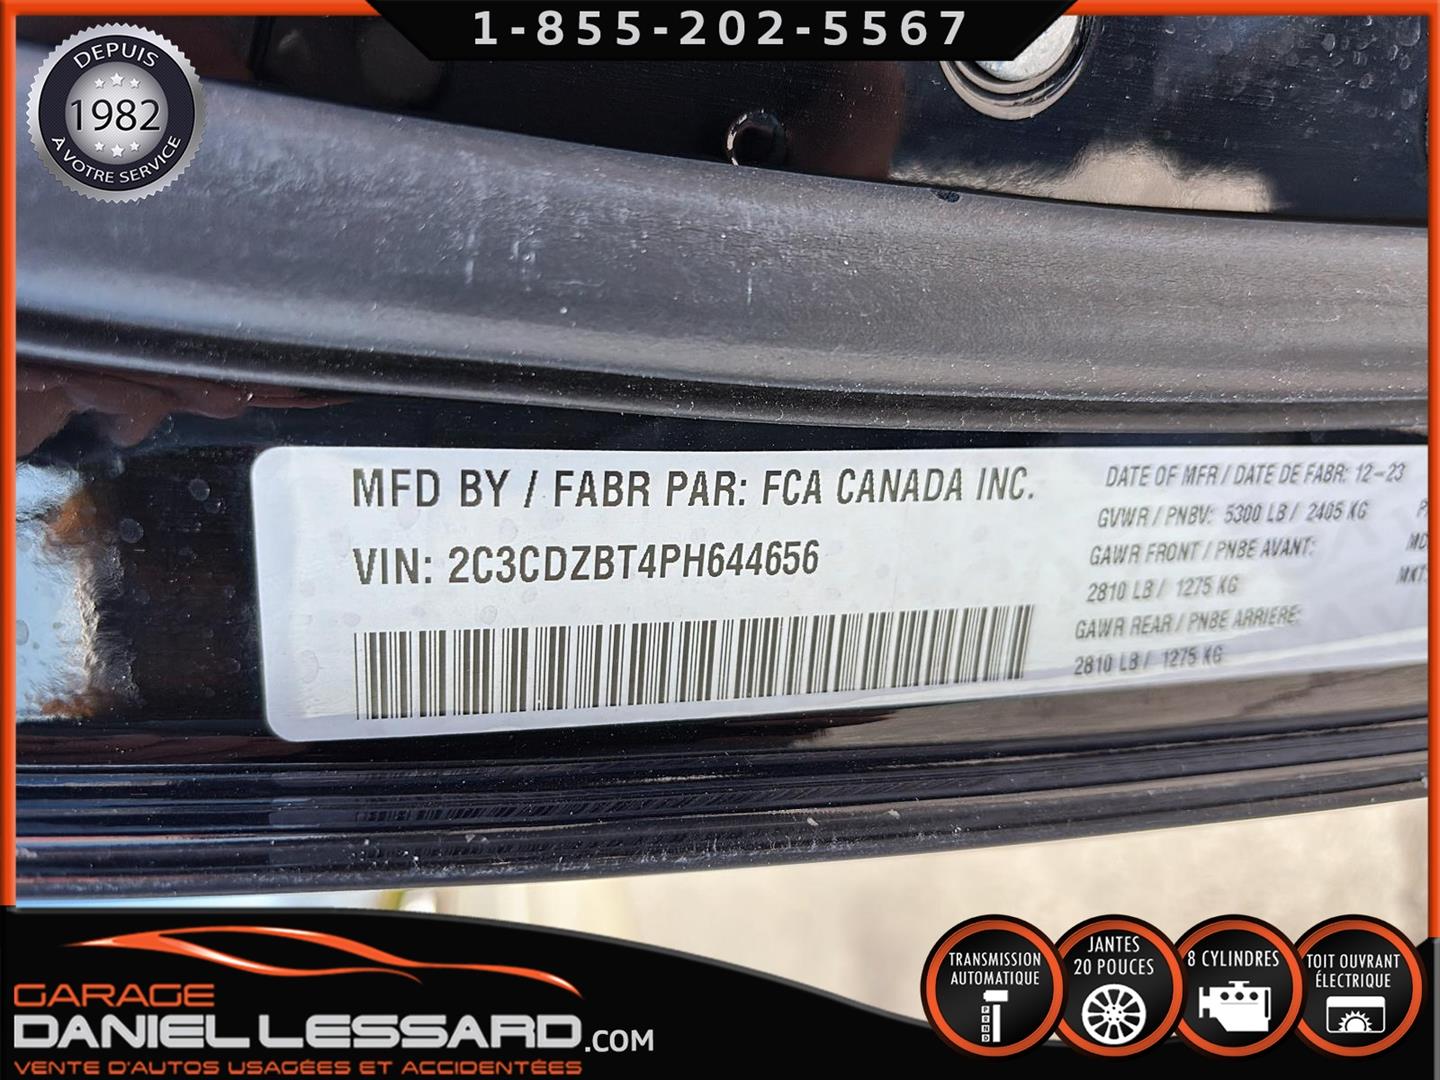 1-855-202-5567
DEPUIS
1982
À VOTRE SERVICE
MFD BY / FABR PAR: FCA CANADA INC.
VIN: 2C3CDZBT4PH644656
DATE OF MFR / DATE DE FABR: 12-23
GVWR / PNBV: 5300 LB / 2405 KG
GAWR FRONT / PNBE AVANT:
2810 LB / 1275 KG
GAWR REAR / PNBE ARRIERE:
2810 LB / 1275 KG
MKT:
GARAGE
DANIEL LESSARD.COM
VENTE D'AUTOS USAGÉES ET ACCIDENTÉES
TRANSMISSION
AUTOMATIQUE
P
R
N
D
JANTES
20 POUCES
8 CYLINDRES
TOIT OUVRANT
ÉLECTRIQUE